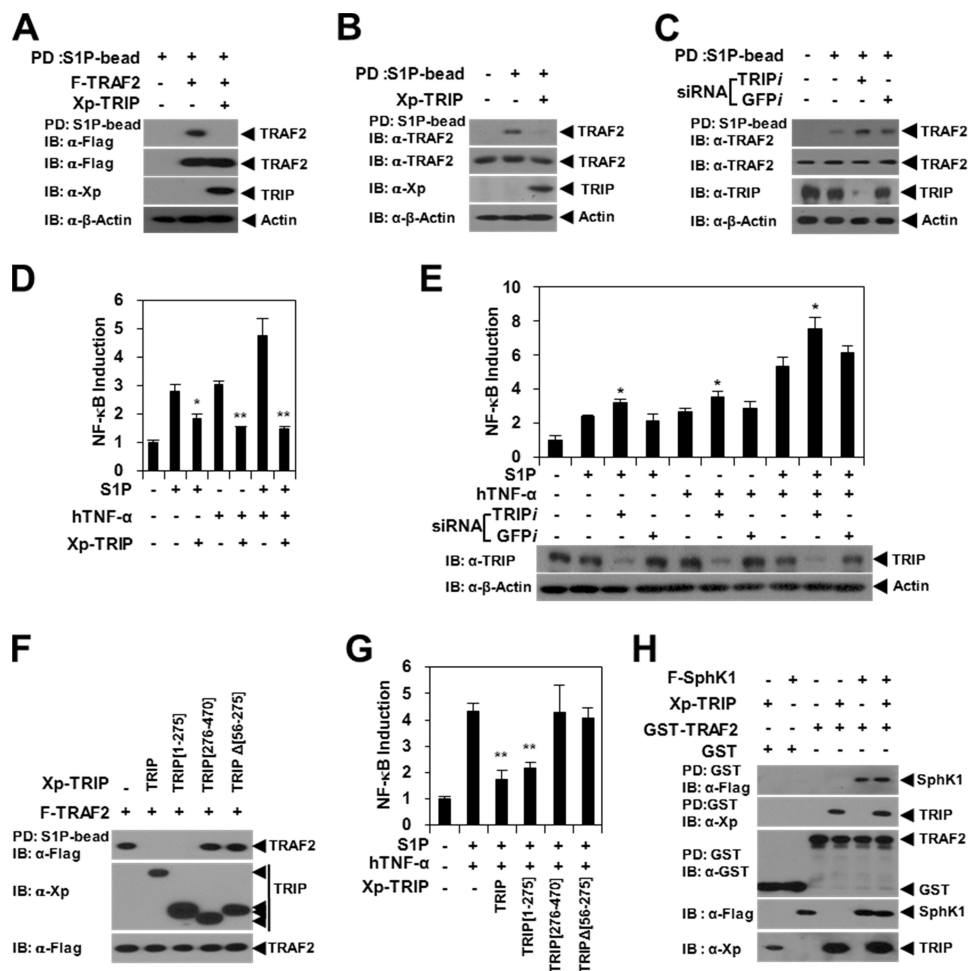 A
PD :S1P-bead + + +
F-TRAF2 - + +
Xp-TRIP - - +
PD: S1P-bead
IB: α-Flag
TRAF2
IB: α-Flag
TRAF2
IB: α-Xp
TRIP
IB: α-β-Actin
Actin
B
PD :S1P-bead - + +
Xp-TRIP - - +
PD: S1P-bead
IB: α-TRAF2
TRAF2
IB: α-TRAF2
TRAF2
IB: α-Xp
TRIP
IB: α-β-Actin
Actin
C
PD :S1P-bead - + + +
siRNA
TRIPi - - + -
GFPi - - - +
PD: S1P-bead
IB: α-TRAF2
TRAF2
IB: α-TRAF2
TRAF2
IB: α-TRIP
TRIP
IB: α-β-Actin
Actin
D
NF-κB Induction
6
5
4
3
2
1
0
* ** **
S1P - + + - - + +
hTNF-α - - - + + + +
Xp-TRIP - - + - + - +
E
NF-κB Induction
10
8
6
4
2
0
* * *
S1P - + + + - - - + + +
hTNF-α - - - - + + + + + +
siRNA
TRIPi - - + - - + - - + -
GFPi - - - + - - + - - +
IB: α-TRIP
TRIP
IB: α-β-Actin
Actin
F
Xp-TRIP - TRIP TRIP[1-275] TRIP[276-470] TRIP Δ[56-275]
F-TRAF2 + + + + +
PD: S1P-bead
IB: α-Flag
TRAF2
IB: α-Xp
TRIP
IB: α-Flag
TRAF2
G
NF-κB Induction
6
5
4
3
2
1
0
** **
S1P - + + + + +
hTNF-α - + + + + +
Xp-TRIP - - TRIP TRIP[1-275] TRIP[276-470] TRIPΔ[56-275]
H
F-SphK1 - + - - + +
Xp-TRIP + - - + - +
GST-TRAF2 - - + + + +
GST + + - - - -
PD: GST
IB: α-Flag
SphK1
PD:GST
IB: α-Xp
TRIP
TRAF2
PD: GST
IB: α-GST
GST
IB : α-Flag
SphK1
IB : α-Xp
TRIP